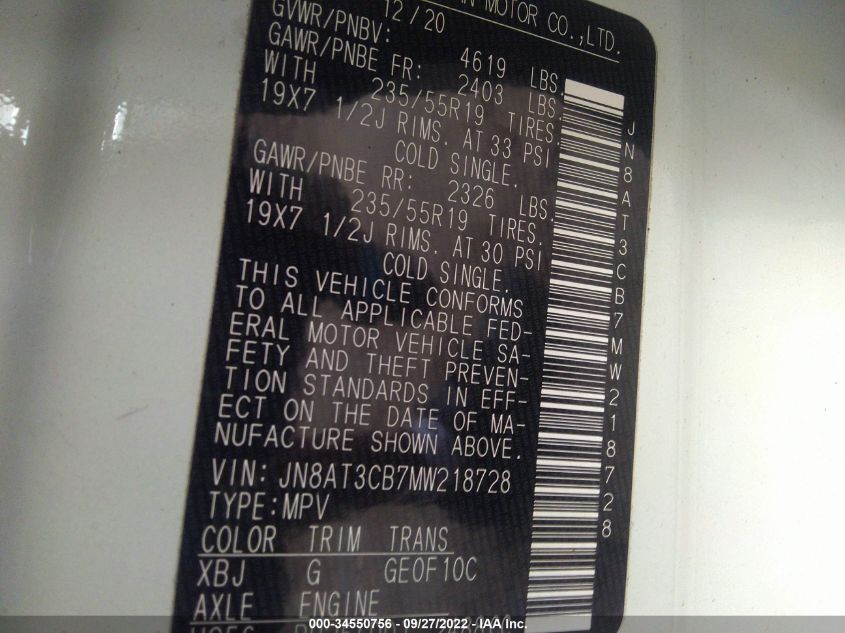 MOTOR CO.,LTD.
12/20
GVWR/PNBV: 4619 LBS.
GAWR/PNBE FR: 2403 LBS.
WITH 235/55R19 TIRES
19X7 1/2J RIMS. AT 33 PSI
COLD SINGLE.
GAWR/PNBE RR: 2326 LBS.
WITH 235/55R19 TIRES.
19X7 1/2J RIMS. AT 30 PSI
COLD SINGLE.
THIS VEHICLE CONFORMS
TO ALL APPLICABLE FED-
ERAL MOTOR VEHICLE SA-
FETY AND THEFT PREVEN-
TION STANDARDS IN EFF-
ECT ON THE DATE OF MA-
NUFACTURE SHOWN ABOVE.
VIN: JN8AT3CB7MW218728
TYPE:MPV
COLOR TRIM TRANS
XBJ G GE0F10C
AXLE ENGINE
JN8AT3CB7MW218728
000-34550756 - 09/27/2022 - IAA Inc.